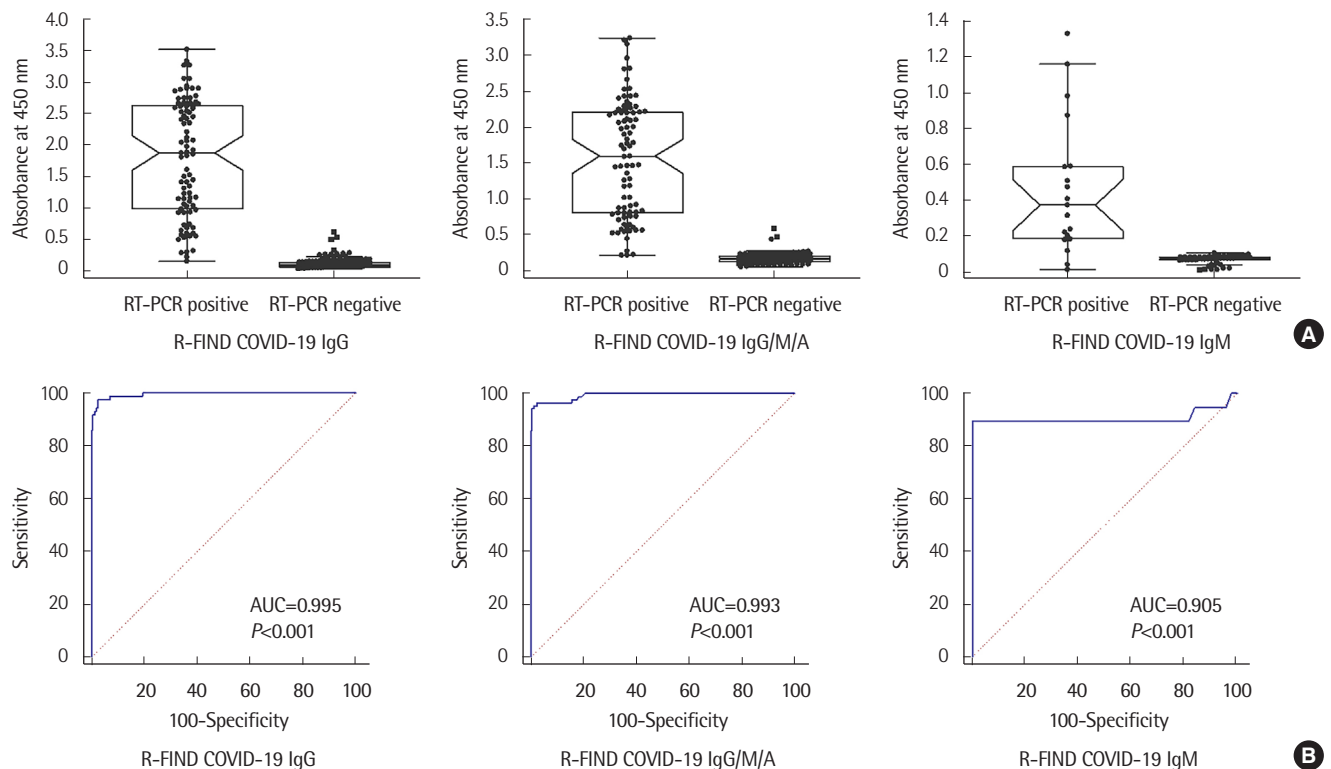 Absorbance at 450 nm
4.0
3.5
3.0
2.5
2.0
1.5
1.0
0.5
0
RT-PCR positive RT-PCR negative
R-FIND COVID-19 IgG
Absorbance at 450 nm
3.5
3.0
2.5
2.0
1.5
1.0
0.5
0
RT-PCR positive RT-PCR negative
R-FIND COVID-19 IgG/M/A
Absorbance at 450 nm
1.4
1.2
1.0
0.8
0.6
0.4
0.2
0
RT-PCR positive RT-PCR negative
R-FIND COVID-19 IgM
A
Sensitivity
100
80
60
40
20
0
AUC=0.995
P<0.001
20 40 60 80 100
100-Specificity
R-FIND COVID-19 IgG
Sensitivity
100
80
60
40
20
0
AUC=0.993
P<0.001
20 40 60 80 100
100-Specificity
R-FIND COVID-19 IgG/M/A
Sensitivity
100
80
60
40
20
0
AUC=0.905
P<0.001
20 40 60 80 100
100-Specificity
R-FIND COVID-19 IgM
B